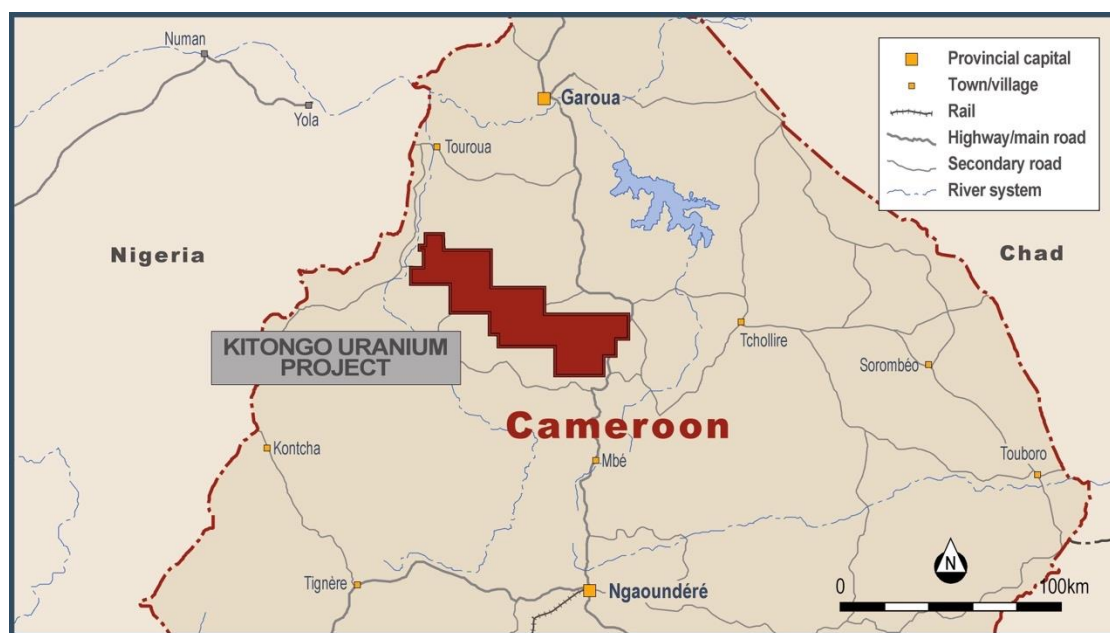 Numan
Yola
Garoua
Touroua
Nigeria
Chad
KITONGO URANIUM
PROJECT
Tchollire
Sorombéo
Cameroon
Kontcha
Mbé
Touboro
Tignère
Ngaoundéré
Provincial capital
Town/village
Rail
Highway/main road
Secondary road
River system
N
0
100km